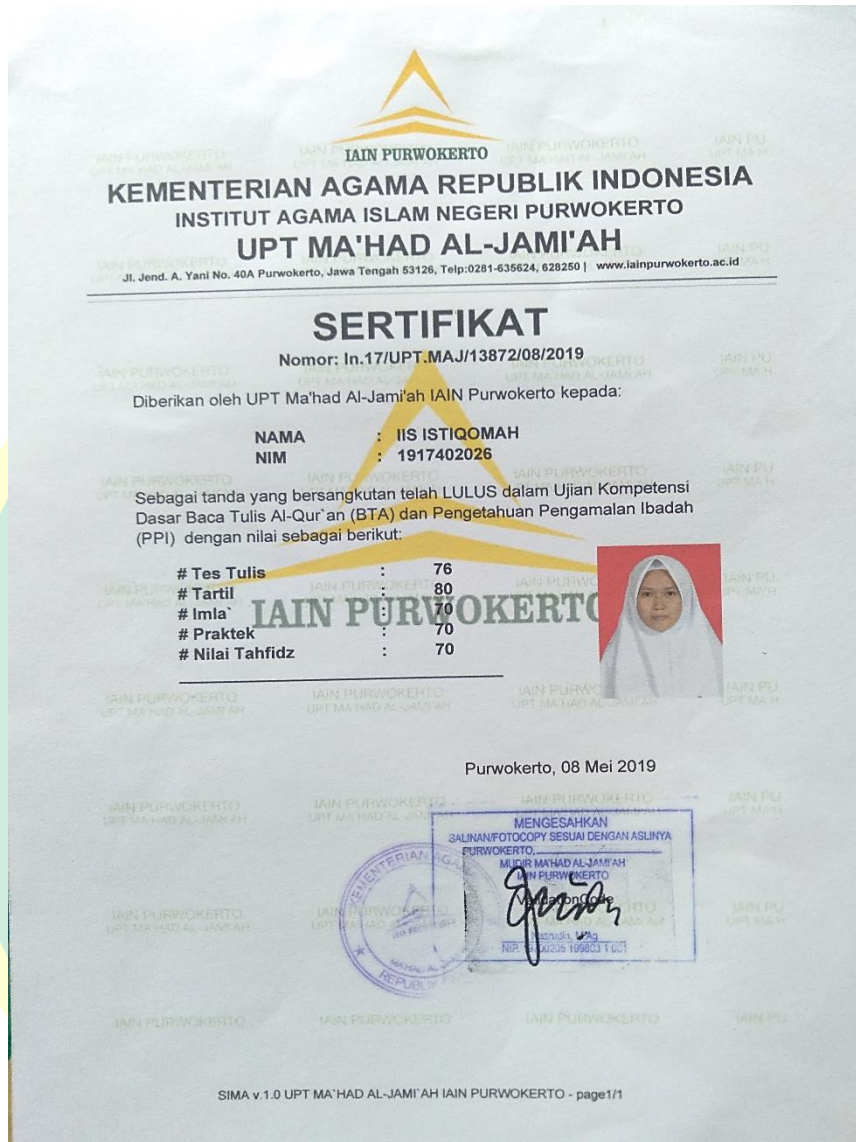 IAIN PURWOKERTO
KEMENTERIAN AGAMA REPUBLIK INDONESIA
INSTITUT AGAMA ISLAM NEGERI PURWOKERTO
UPT MA'HAD AL-JAMI'AH
Jl. Jend. A. Yani No. 40A Purwokerto, Jawa Tengah 53126, Telp:0281-635624, 628250 | www.iainpurwokerto.ac.id
SERTIFIKAT
Nomor: In.17/UPT.MAJ/13872/08/2019
Diberikan oleh UPT Ma'had Al-Jami'ah IAIN Purwokerto kepada:
NAMA : IIS ISTIQOMAH
NIM : 1917402026
Sebagai tanda yang bersangkutan telah LULUS dalam Ujian Kompetensi
Dasar Baca Tulis Al-Qur`an (BTA) dan Pengetahuan Pengamalan Ibadah
(PPI) dengan nilai sebagai berikut:
# Tes Tulis : 76
# Tartil : 80
# Imla` : 70
# Praktek : 70
# Nilai Tahfidz : 70
IAIN PURWOKERTO
Purwokerto, 08 Mei 2019
MENGESAHKAN
SALINAN/FOTOCOPY SESUAI DENGAN ASLINYA
PURWOKERTO,
MUDIR MA'HAD AL-JAMI'AH
IAIN PURWOKERTO
ValidationCode
KEMENTERIAN AGAMA
REPUBLIK
SIMA v.1.0 UPT MA`HAD AL-JAMI`AH IAIN PURWOKERTO - page1/1